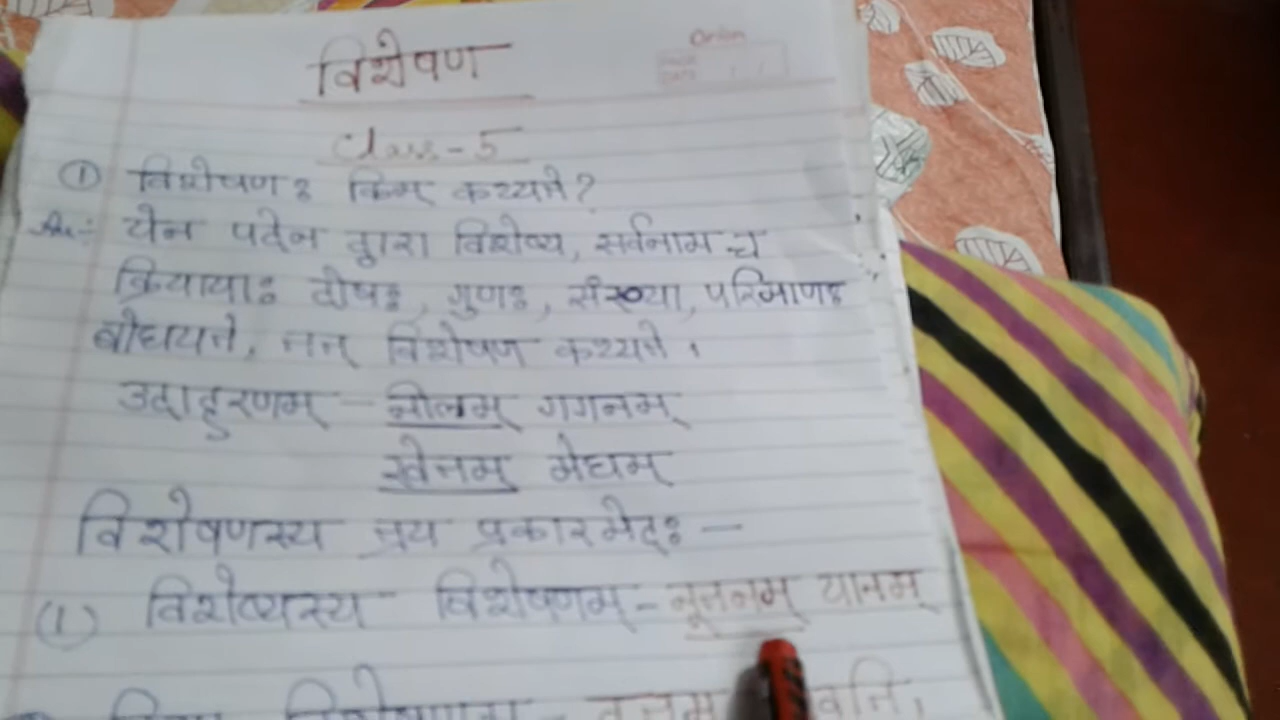 विशेषण
Class-5
① विशेषणः किम् कथ्यते?
Ans:- येन पदेन द्वारा विशेष्य, सर्वनाम च
क्रियायाः दोषः, गुणः, संख्या, परिमाणः
बोधयते, तत् विशेषण कथ्यते।
उदाहरणम् - नीलम् गगनम्
श्वेतम् मेघम्
विशेषणस्य त्रय प्रकारभेदः —
(1) विशेष्यस्य विशेषणम् - नूतनम् यानम्